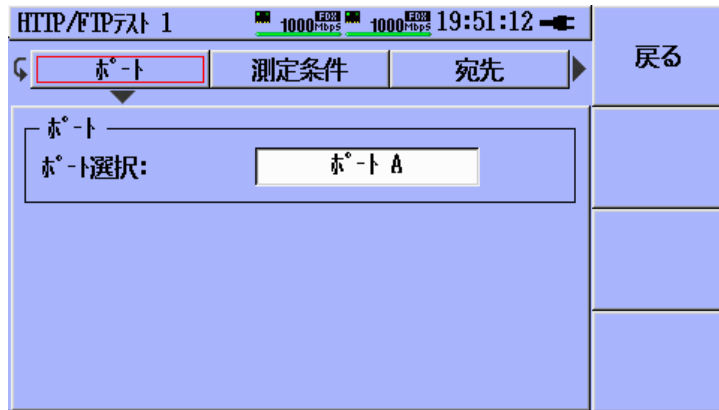 HTTP/FTPﾃｽﾄ 1 1000 FDX Mbps 1000 FDX Mbps 19:51:12
戻る
ﾎﾟｰﾄ 測定条件 宛先
ﾎﾟｰﾄ
ﾎﾟｰﾄ選択: ﾎﾟｰﾄ A